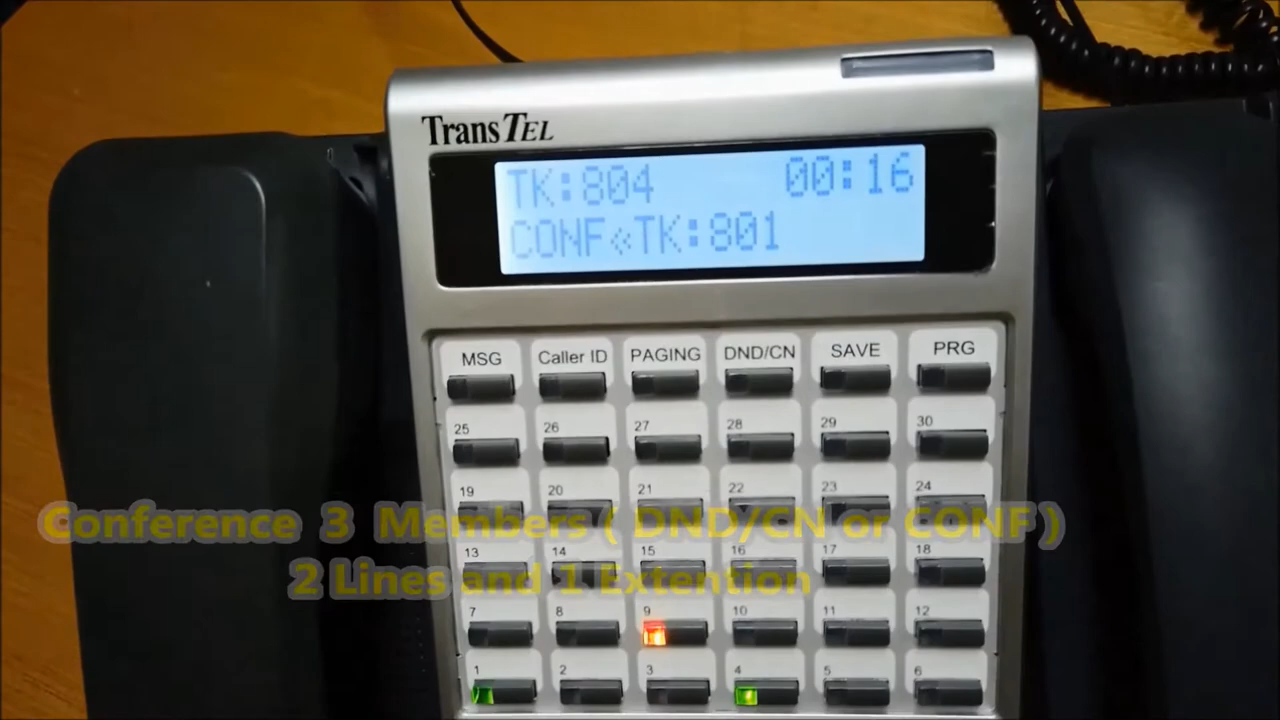 TransTEL
TK:804 00:16
CONF«TK:801
MSG Caller ID PAGING DND/CN SAVE PRG
25 26 27 28 29 30
19 20 21 22 23 24
Conference 3 Members ( DND/CN or CONF )
13 14 15 16 17 18
2 Lines and 1 Extention
7 8 9 10 11 12
1 2 3 4 5 6